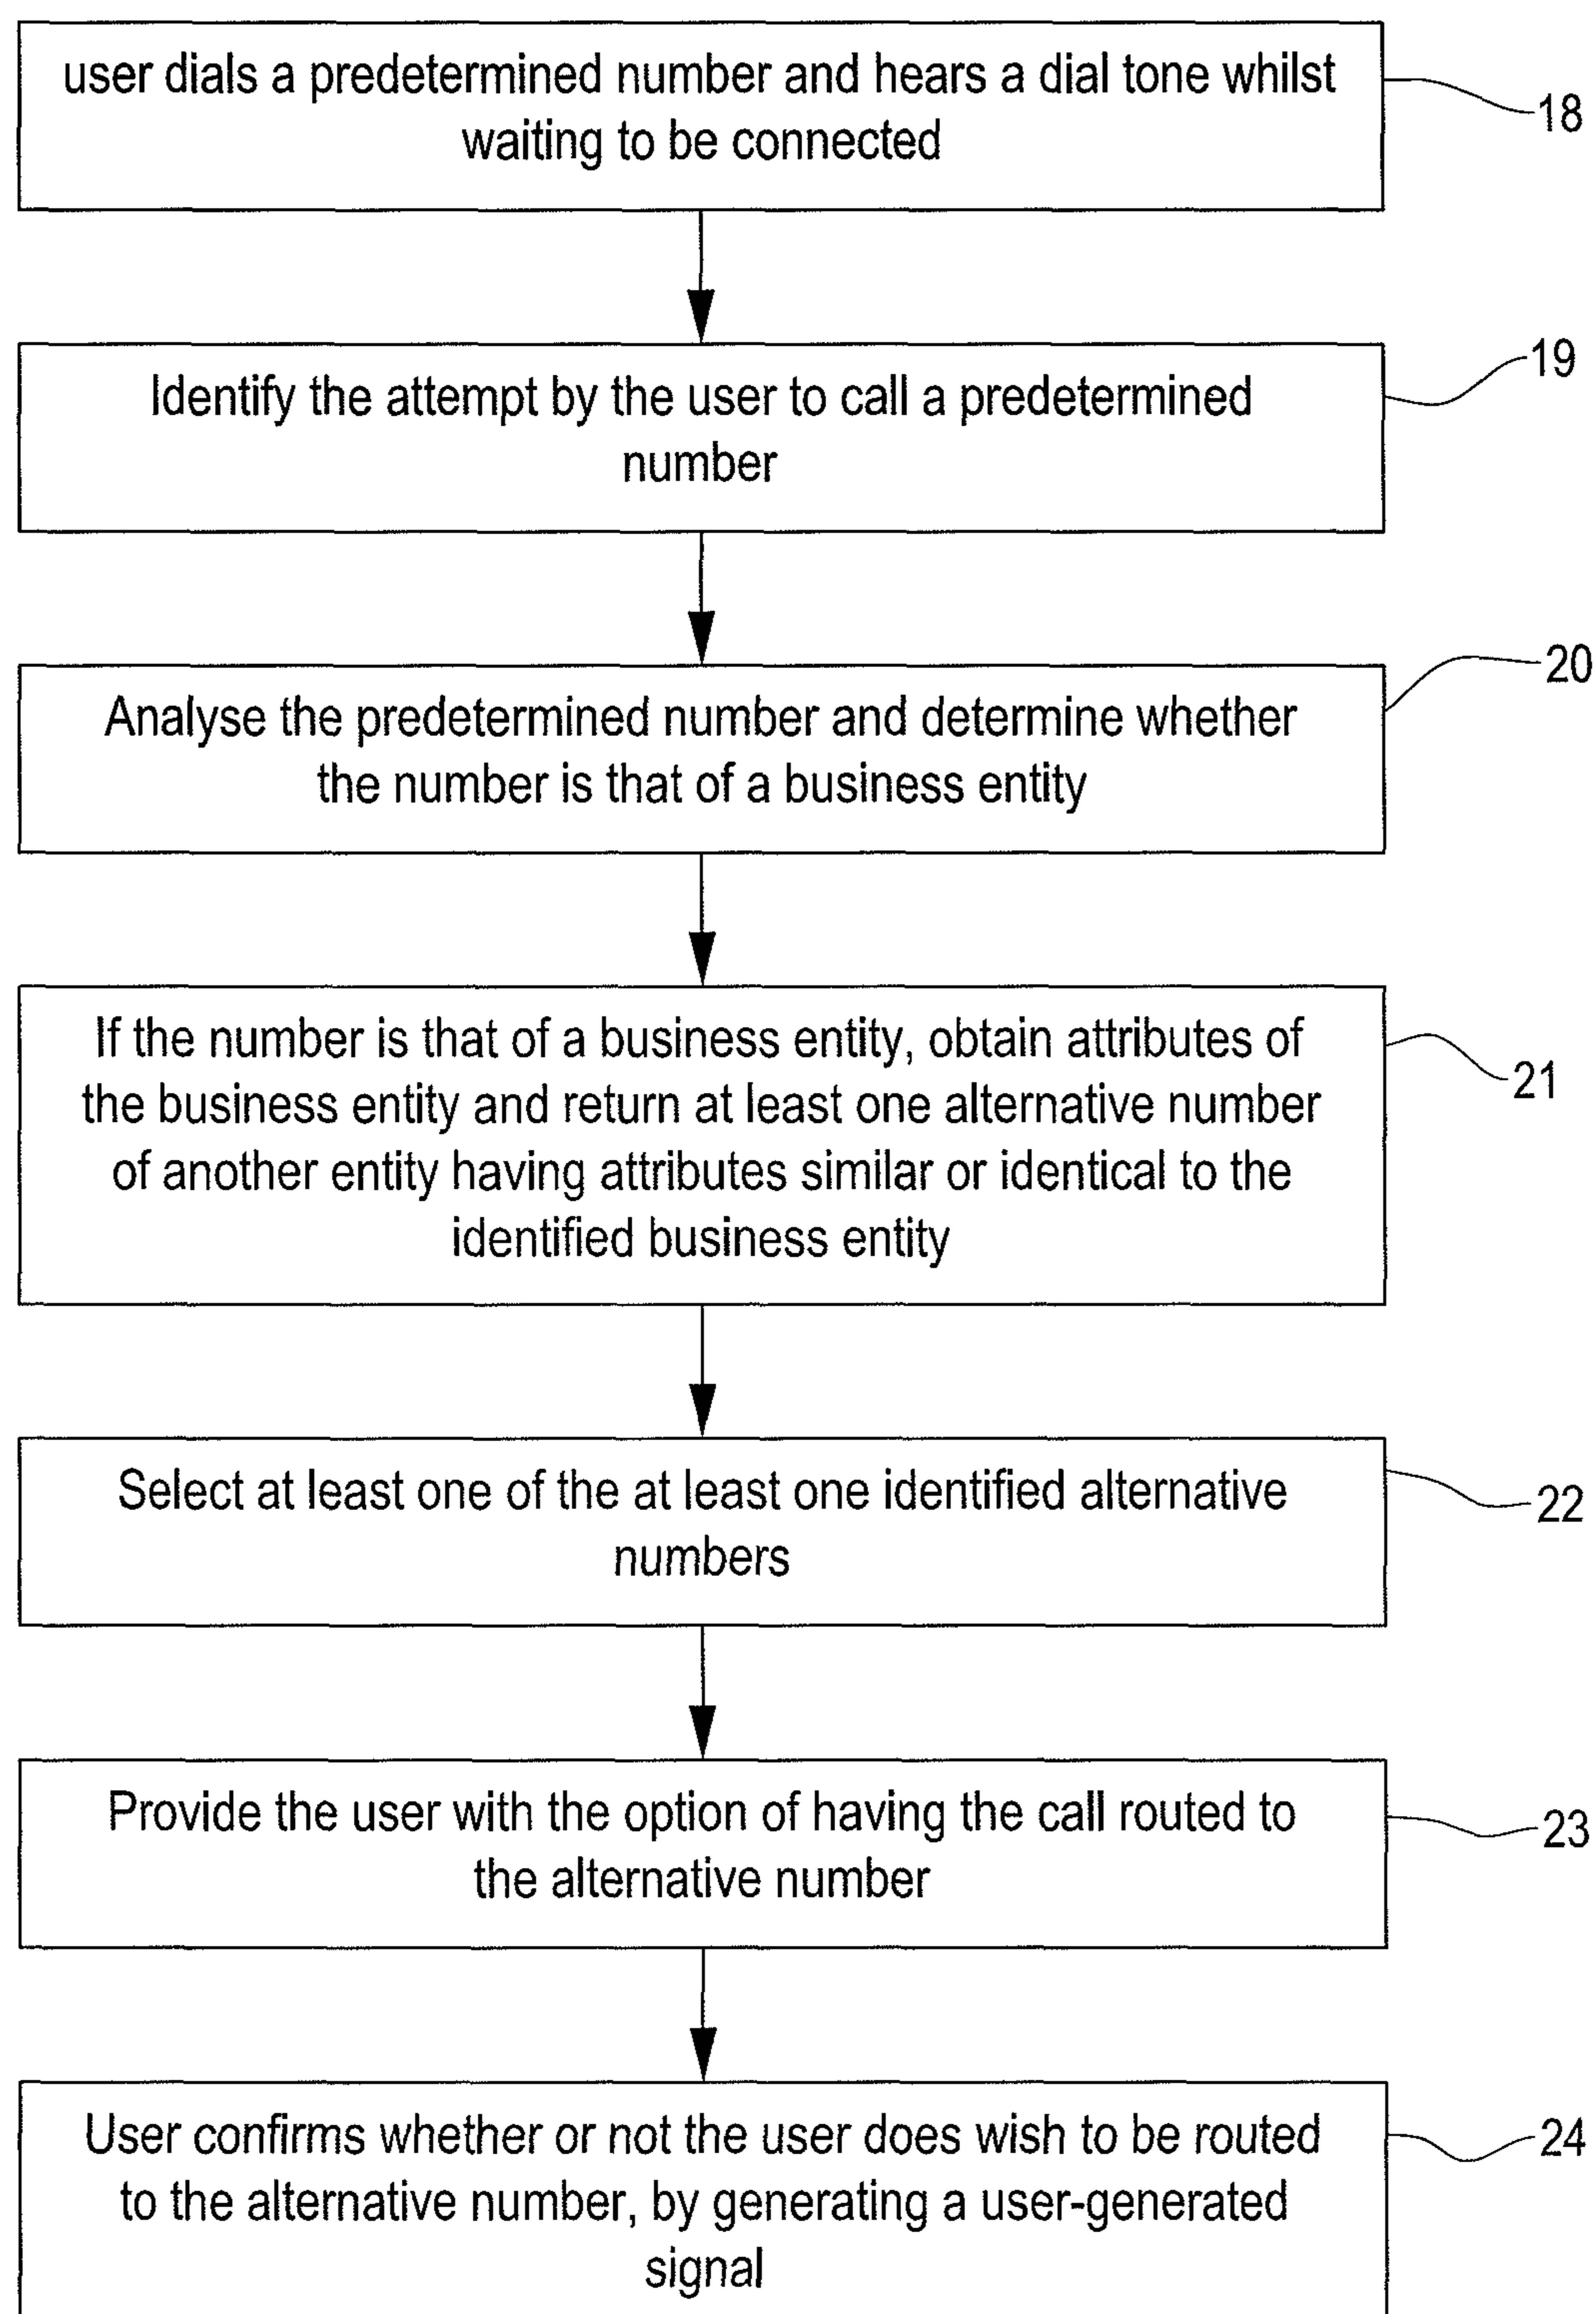 user dials a predetermined number and hears a dial tone whilst
waiting to be connected
18
Identify the attempt by the user to call a predetermined
number
19
Analyse the predetermined number and determine whether
the number is that of a business entity
20
If the number is that of a business entity, obtain attributes of
the business entity and return at least one alternative number
of another entity having attributes similar or identical to the
identified business entity
21
Select at least one of the at least one identified alternative
numbers
22
Provide the user with the option of having the call routed to
the alternative number
23
User confirms whether or not the user does wish to be routed
to the alternative number, by generating a user-generated
signal
24